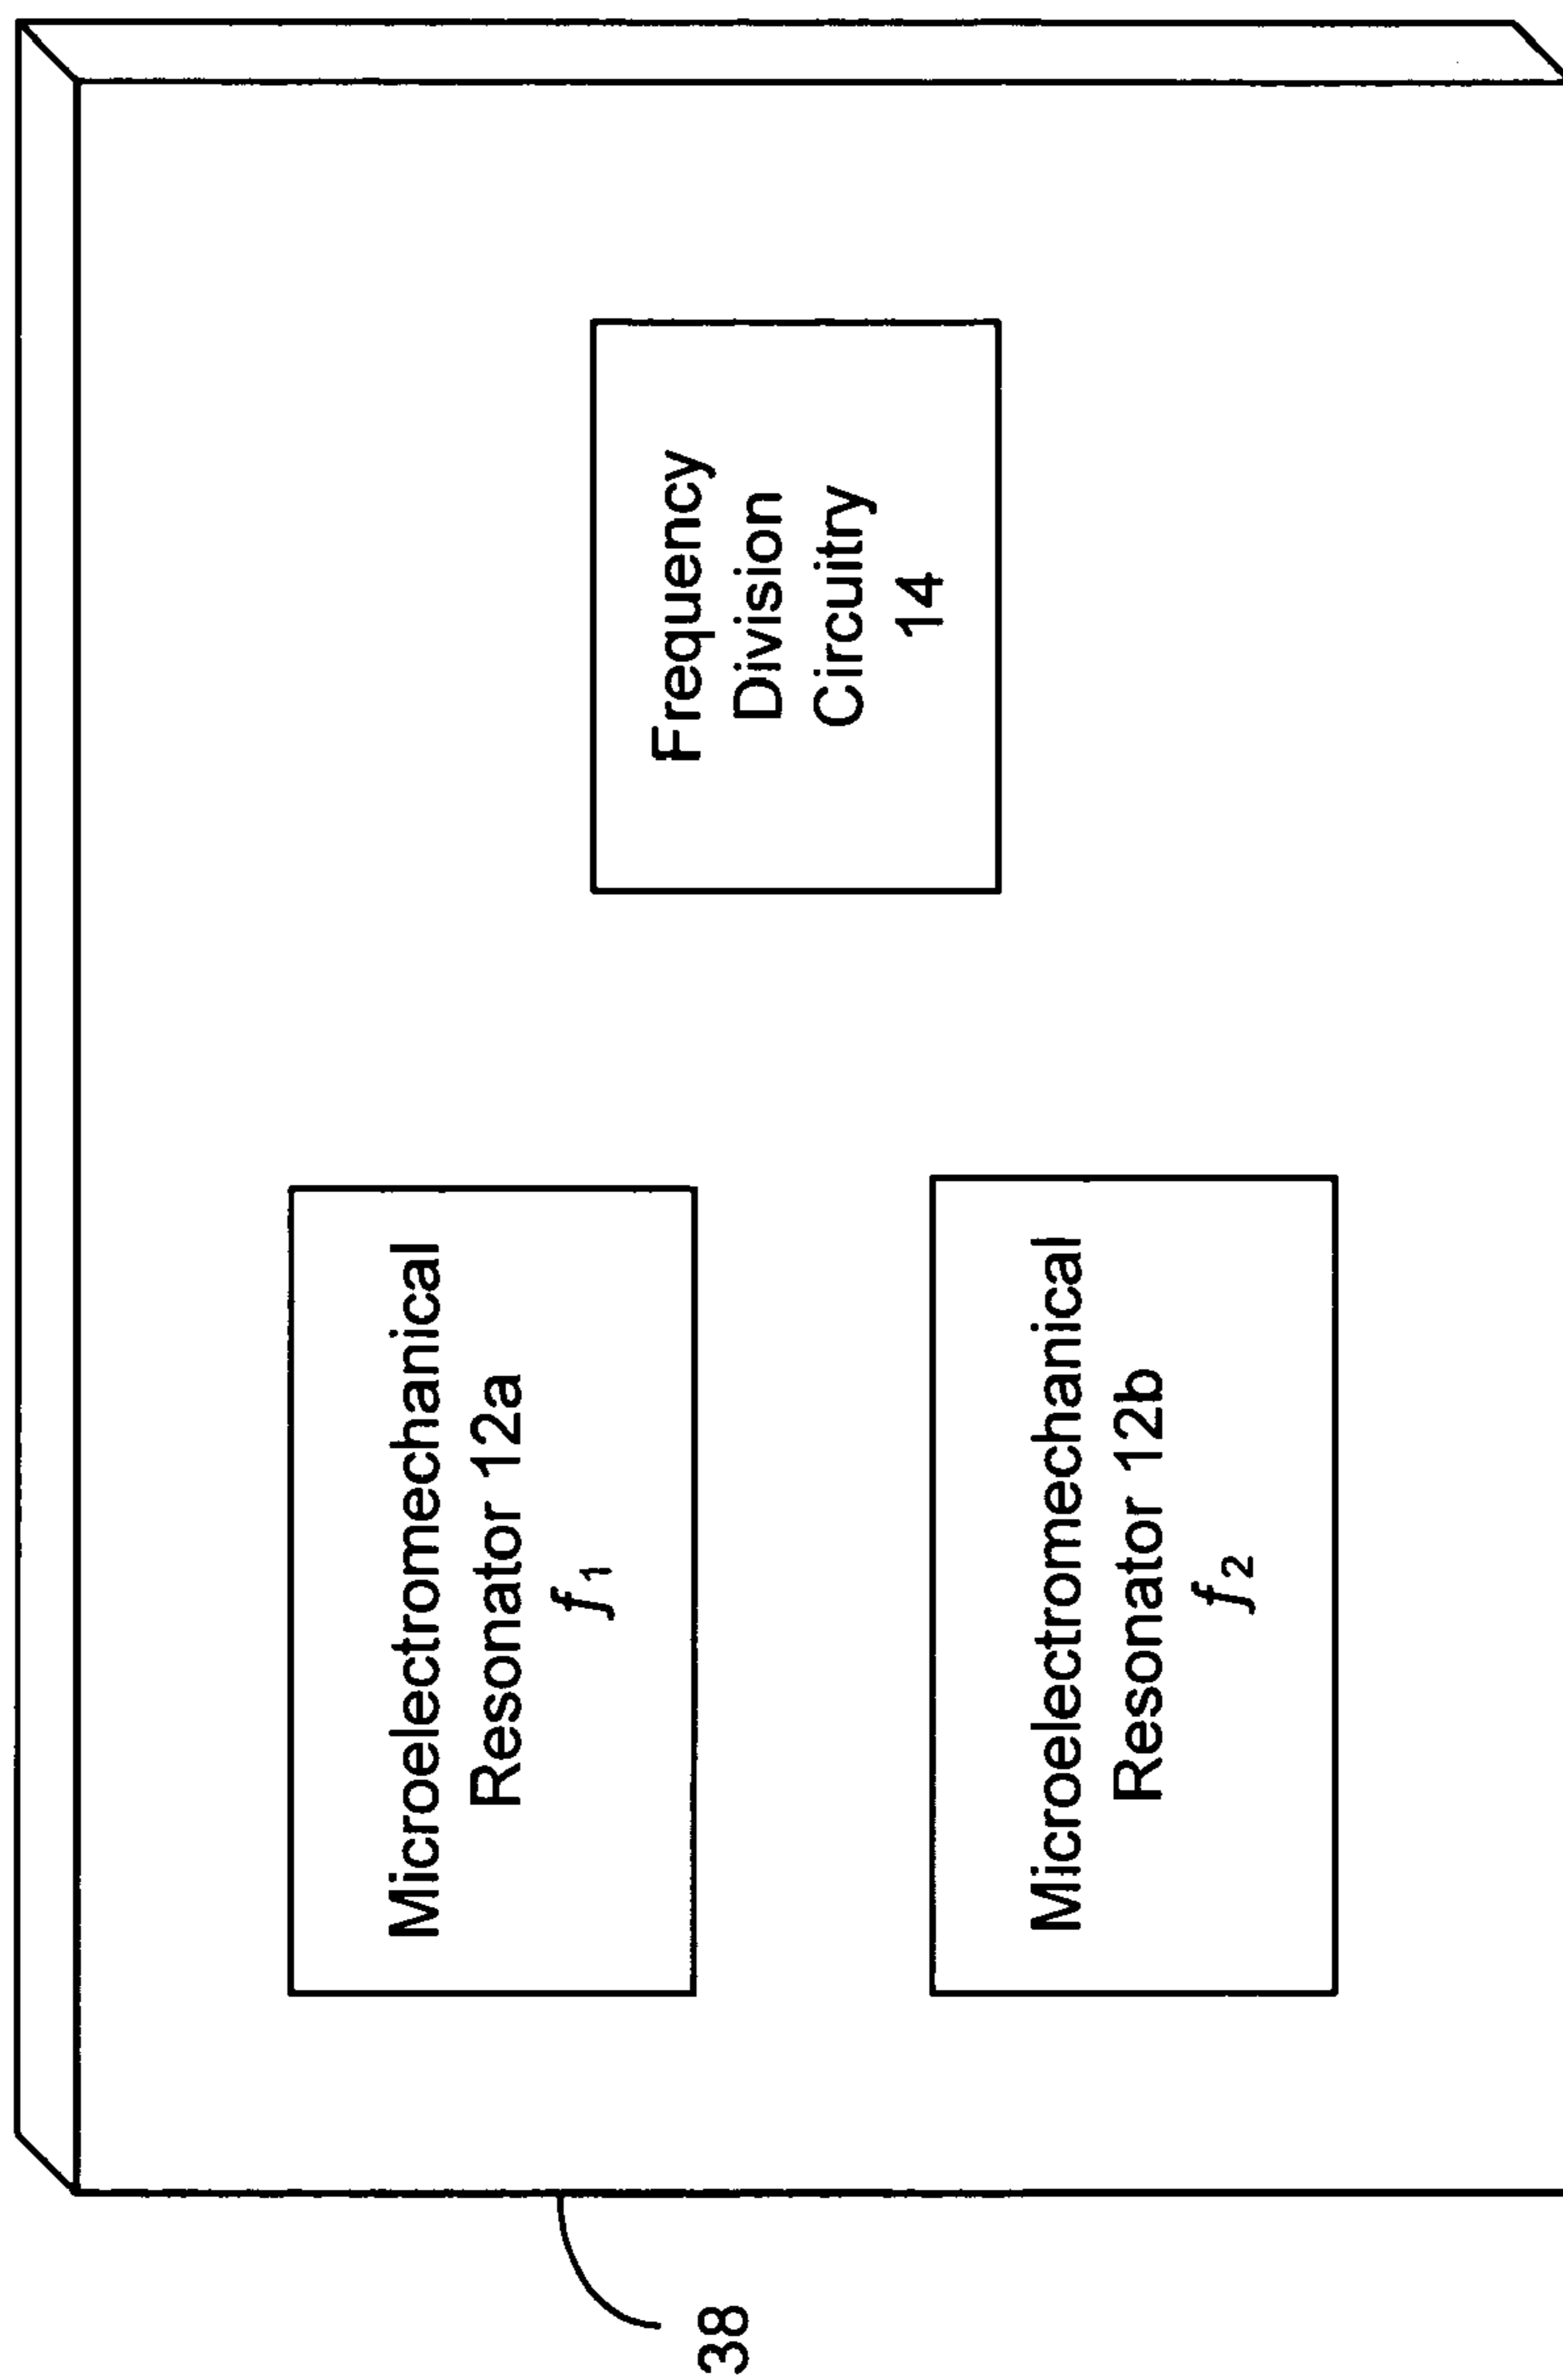 Microelectromechanical
Resonator 12a
f1
Microelectromechanical
Resonator 12b
f2
Frequency
Division
Circuitry
14
38